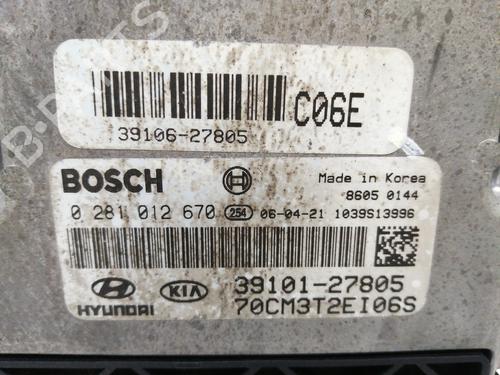 C06E
39106-27805
BOSCH
Made in Korea
8605 0144
0 281 012 670 254 06-04-21 1039S13996
39101-27805
HYUNDAI KIA 70CM3T2EI06S
B-PARTS